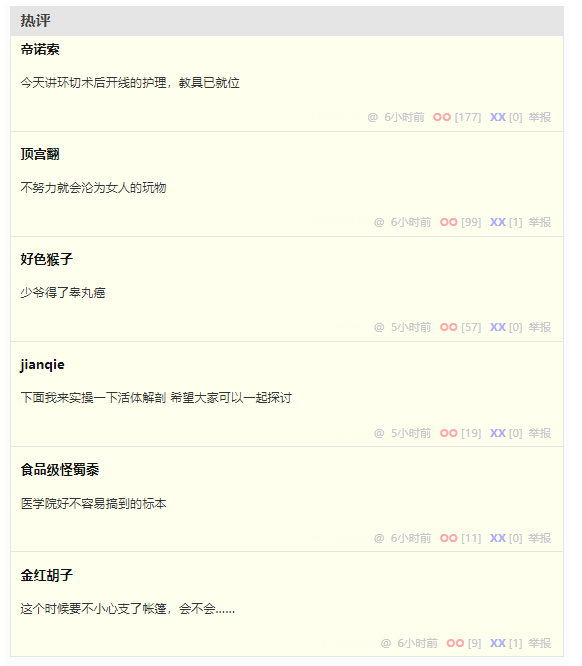 热评
帝诺索
今天讲环切术后开线的护理，教具已就位
@ 6小时前 OO [177] XX [0] 举报
顶宫翻
不努力就会沦为女人的玩物
@ 6小时前 OO [99] XX [1] 举报
好色猴子
少爷得了睾丸癌
@ 5小时前 OO [57] XX [0] 举报
jianqie
下面我来实操一下活体解剖 希望大家可以一起探讨
@ 5小时前 OO [19] XX [0] 举报
食品级怪蜀黍
医学院好不容易搞到的标本
@ 6小时前 OO [11] XX [0] 举报
金红胡子
这个时候要不小心支了帐篷，会不会……
@ 6小时前 OO [9] XX [1] 举报